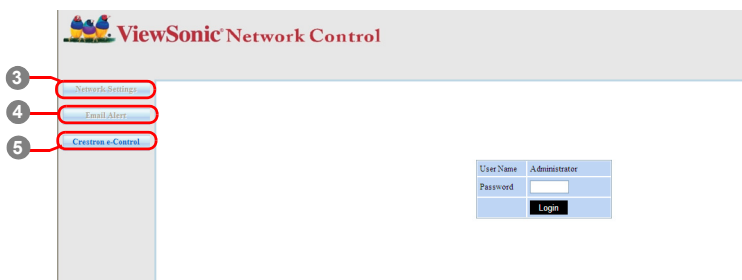 ViewSonic® Network Control
3
Network Settings
4
Email Alert
5
Crestron e-Control
User Name Administrator
Password
Login